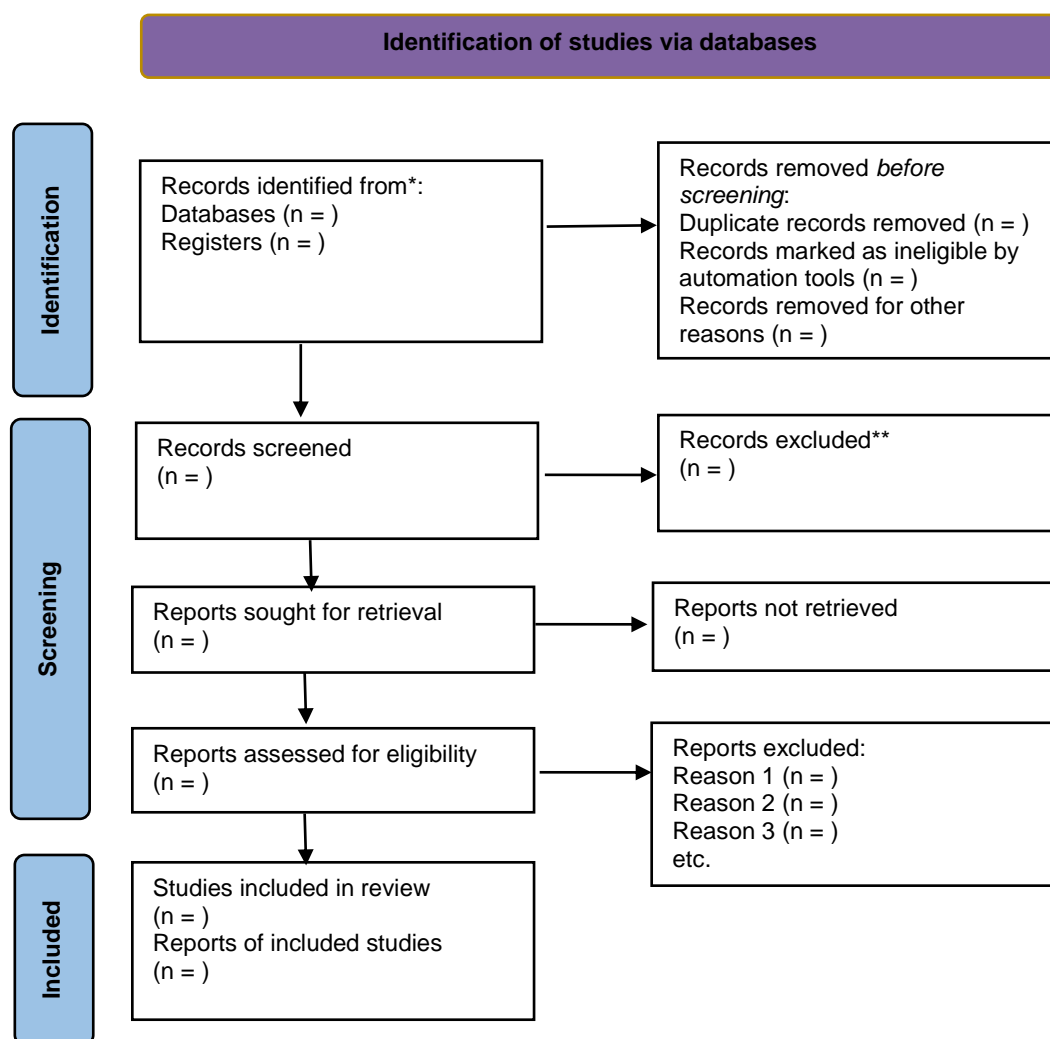 Identification of studies via databases
Identification
Records identified from*:
Databases (n = )
Registers (n = )
Records removed before
screening:
Duplicate records removed (n = )
Records marked as ineligible by
automation tools (n = )
Records removed for other
reasons (n = )
Screening
Records screened
(n = )
Records excluded**
(n = )
Reports sought for retrieval
(n = )
Reports not retrieved
(n = )
Reports assessed for eligibility
(n = )
Reports excluded:
Reason 1 (n = )
Reason 2 (n = )
Reason 3 (n = )
etc.
Included
Studies included in review
(n = )
Reports of included studies
(n = )